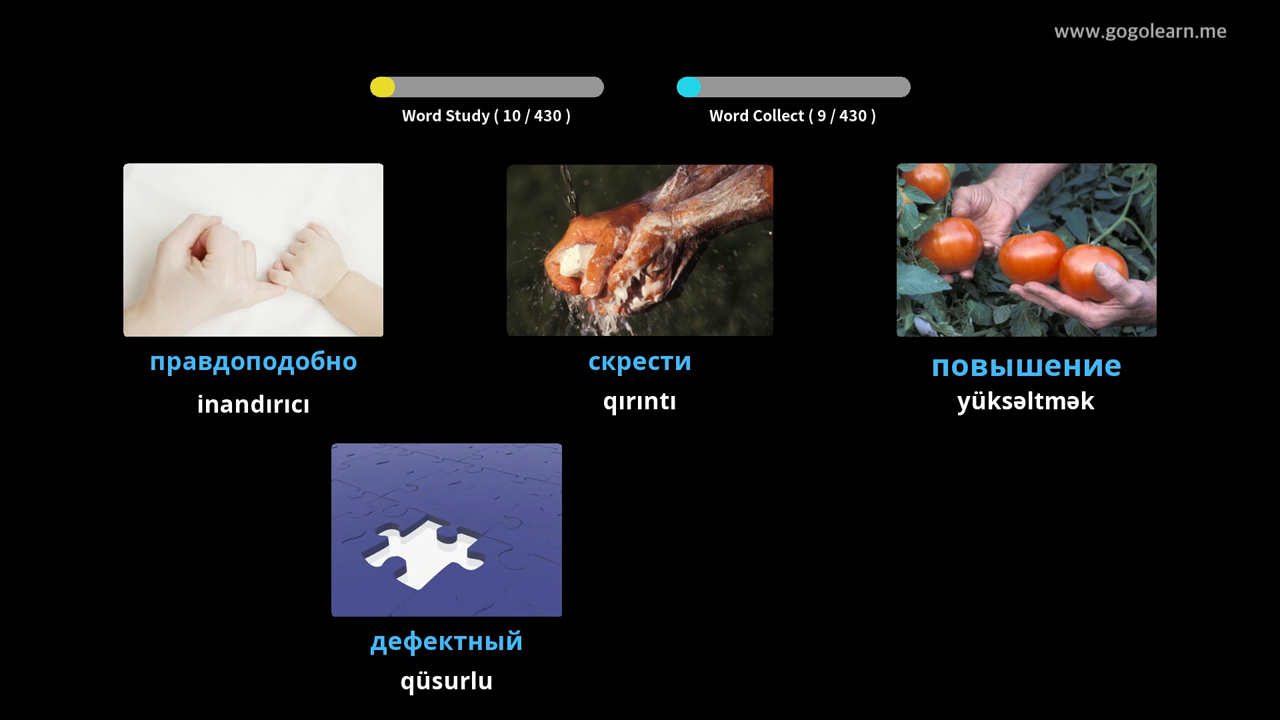 www.gogolearn.me
Word Study ( 10 / 430 )
Word Collect ( 9 / 430 )
правдоподобно
inandırıcı
скрести
qırıntı
повышение
yüksəltmək
дефектный
qüsurlu